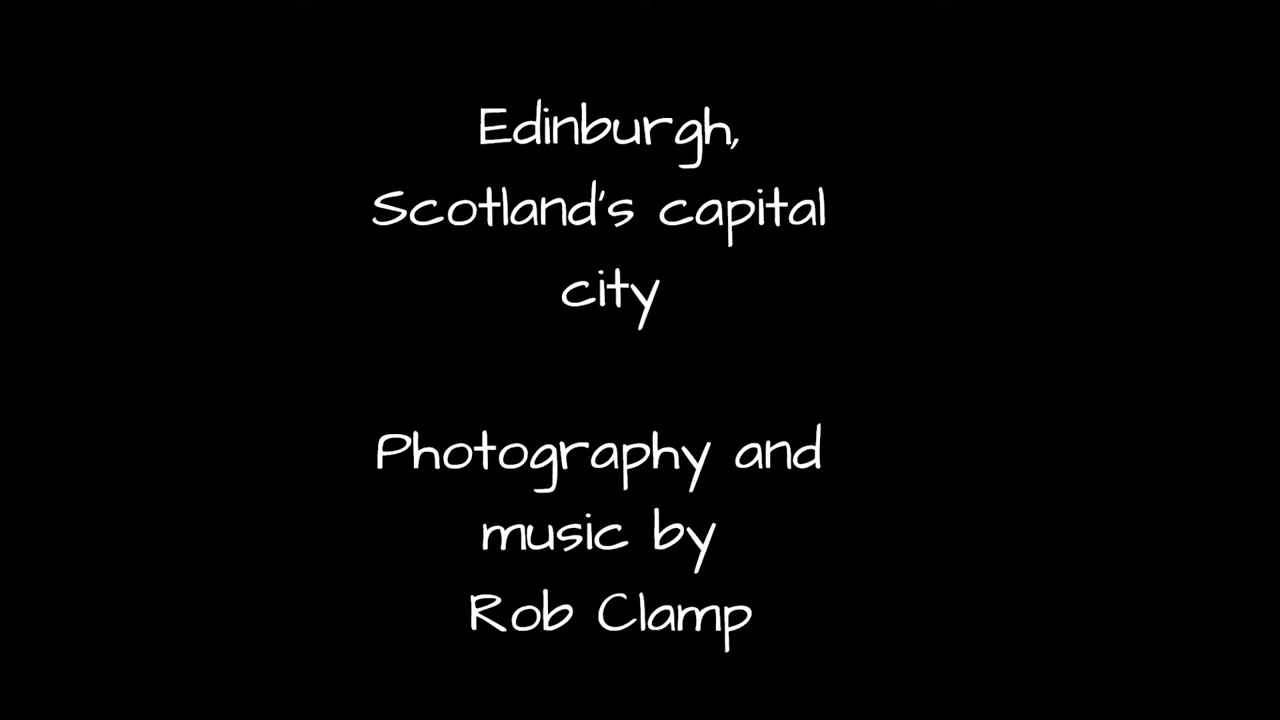 Edinburgh,
Scotland's capital
city
Photography and
music by
Rob Clamp